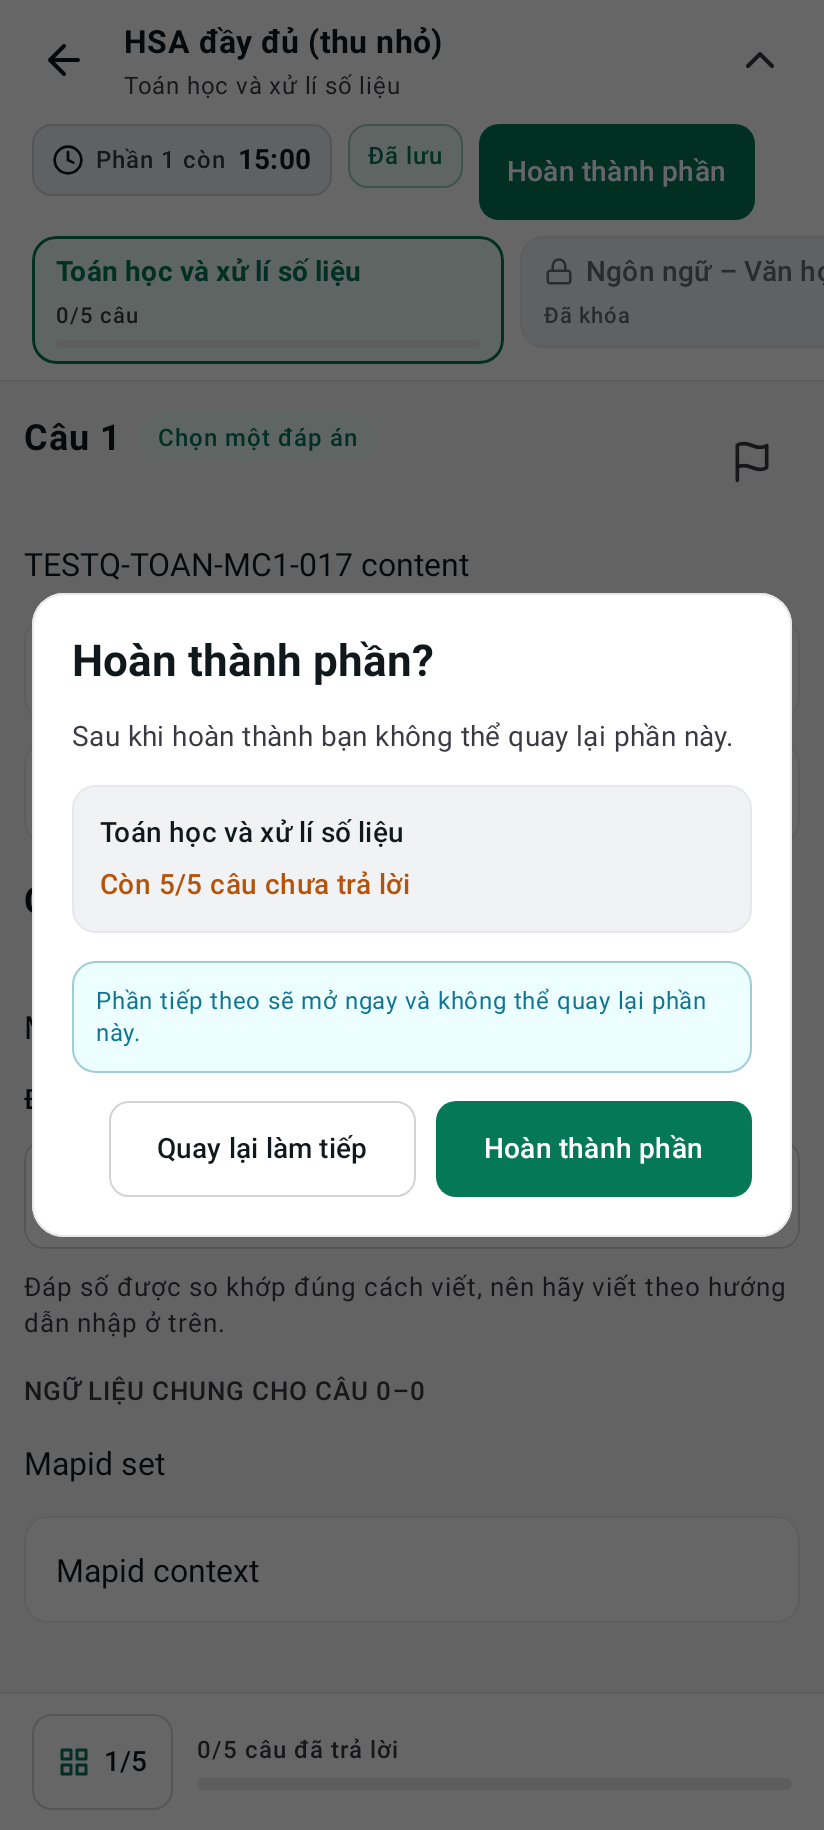 HSA đầy đủ (thu nhỏ)
Toán học và xử lí số liệu
Phần 1 còn 15:00
Đã lưu
Hoàn thành phần
Toán học và xử lí số liệu
0/5 câu
Ngôn ngữ – Văn
Đã khóa
Câu 1
Chọn một đáp án
TESTQ-TOAN-MC1-017 content
Hoàn thành phần?
Sau khi hoàn thành bạn không thể quay lại phần này.
Toán học và xử lí số liệu
Còn 5/5 câu chưa trả lời
Phần tiếp theo sẽ mở ngay và không thể quay lại phần
này.
Quay lại làm tiếp
Hoàn thành phần
Đáp số được so khớp đúng cách viết, nên hãy viết theo hướng
dẫn nhập ở trên.
NGỮ LIỆU CHUNG CHO CÂU 0–0
Mapid set
Mapid context
1/5
0/5 câu đã trả lời